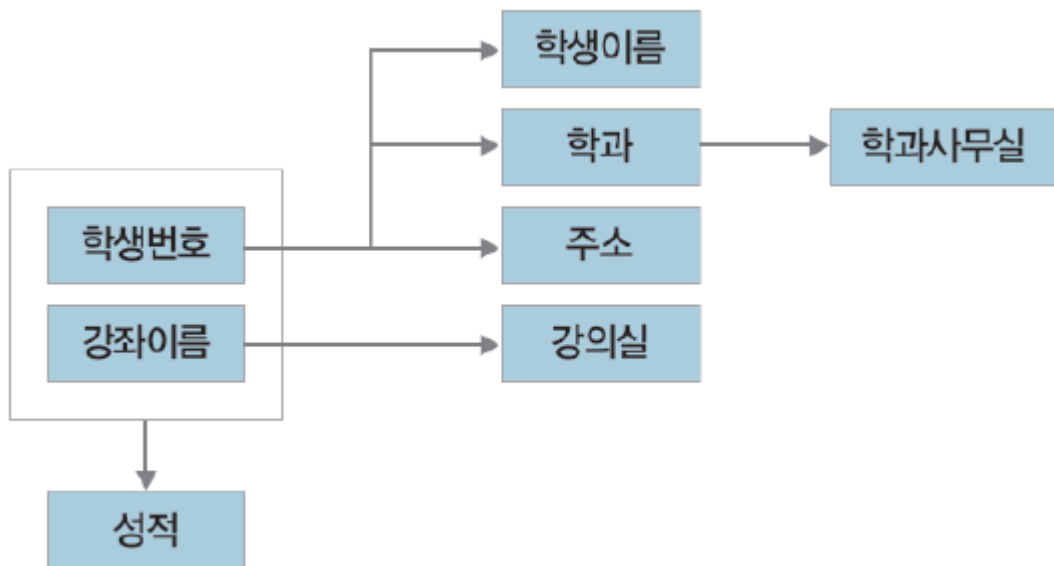 학생이름
학과
학과사무실
학생번호
주소
강좌이름
강의실
성적